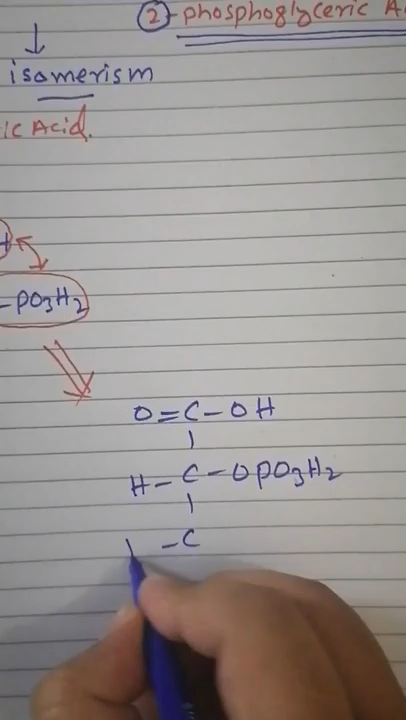 ② phosphoglyceric A
isomerism
ic Acid.
-PO3H2
O=C-OH
H-C-OPO3H2
-C